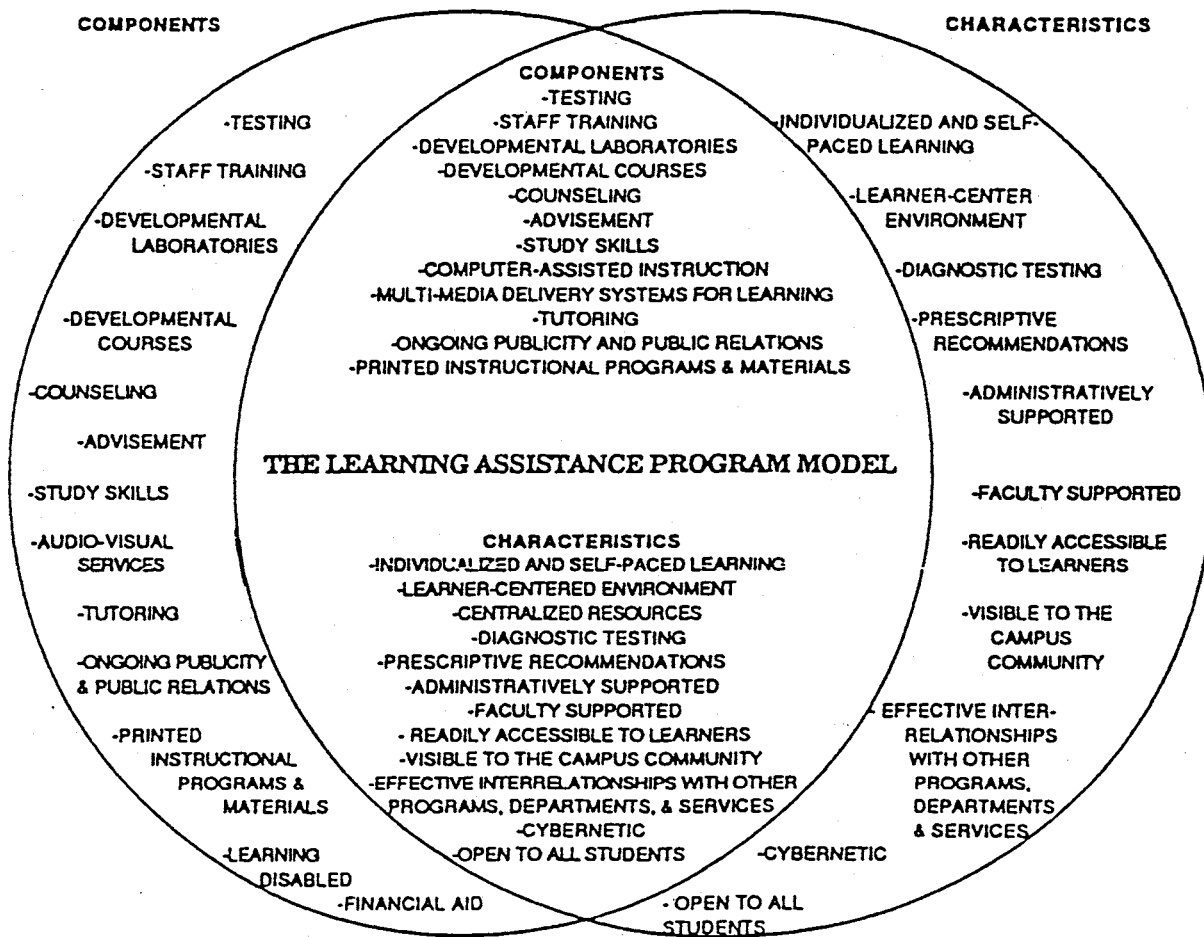 COMPONENTS
-TESTING
-STAFF TRAINING
-DEVELOPMENTAL
LABORATORIES
-DEVELOPMENTAL
COURSES
-COUNSELING
-ADVISEMENT
-STUDY SKILLS
-AUDIO-VISUAL
SERVICES
-TUTORING
-ONGOING PUBLICITY
& PUBLIC RELATIONS
-PRINTED
INSTRUCTIONAL
PROGRAMS &
MATERIALS
-LEARNING
DISABLED
-FINANCIAL AID
COMPONENTS
-TESTING
-STAFF TRAINING
-DEVELOPMENTAL LABORATORIES
-DEVELOPMENTAL COURSES
-COUNSELING
-ADVISEMENT
-STUDY SKILLS
-COMPUTER-ASSISTED INSTRUCTION
-MULTI-MEDIA DELIVERY SYSTEMS FOR LEARNING
-TUTORING
-ONGOING PUBLICITY AND PUBLIC RELATIONS
-PRINTED INSTRUCTIONAL PROGRAMS & MATERIALS
THE LEARNING ASSISTANCE PROGRAM MODEL
CHARACTERISTICS
-INDIVIDUALIZED AND SELF-PACED LEARNING
-LEARNER-CENTERED ENVIRONMENT
-CENTRALIZED RESOURCES
-DIAGNOSTIC TESTING
-PRESCRIPTIVE RECOMMENDATIONS
-ADMINISTRATIVELY SUPPORTED
-FACULTY SUPPORTED
- READILY ACCESSIBLE TO LEARNERS
-VISIBLE TO THE CAMPUS COMMUNITY
-EFFECTIVE INTERRELATIONSHIPS WITH OTHER
PROGRAMS, DEPARTMENTS, & SERVICES
-CYBERNETIC
-OPEN TO ALL STUDENTS
CHARACTERISTICS
-INDIVIDUALIZED AND SELF-
PACED LEARNING
-LEARNER-CENTER
ENVIRONMENT
-DIAGNOSTIC TESTING
-PRESCRIPTIVE
RECOMMENDATIONS
-ADMINISTRATIVELY
SUPPORTED
-FACULTY SUPPORTED
-READILY ACCESSIBLE
TO LEARNERS
-VISIBLE TO THE
CAMPUS
COMMUNITY
- EFFECTIVE INTER-
RELATIONSHIPS
WITH OTHER
PROGRAMS,
DEPARTMENTS
& SERVICES
-CYBERNETIC
- OPEN TO ALL
STUDENTS